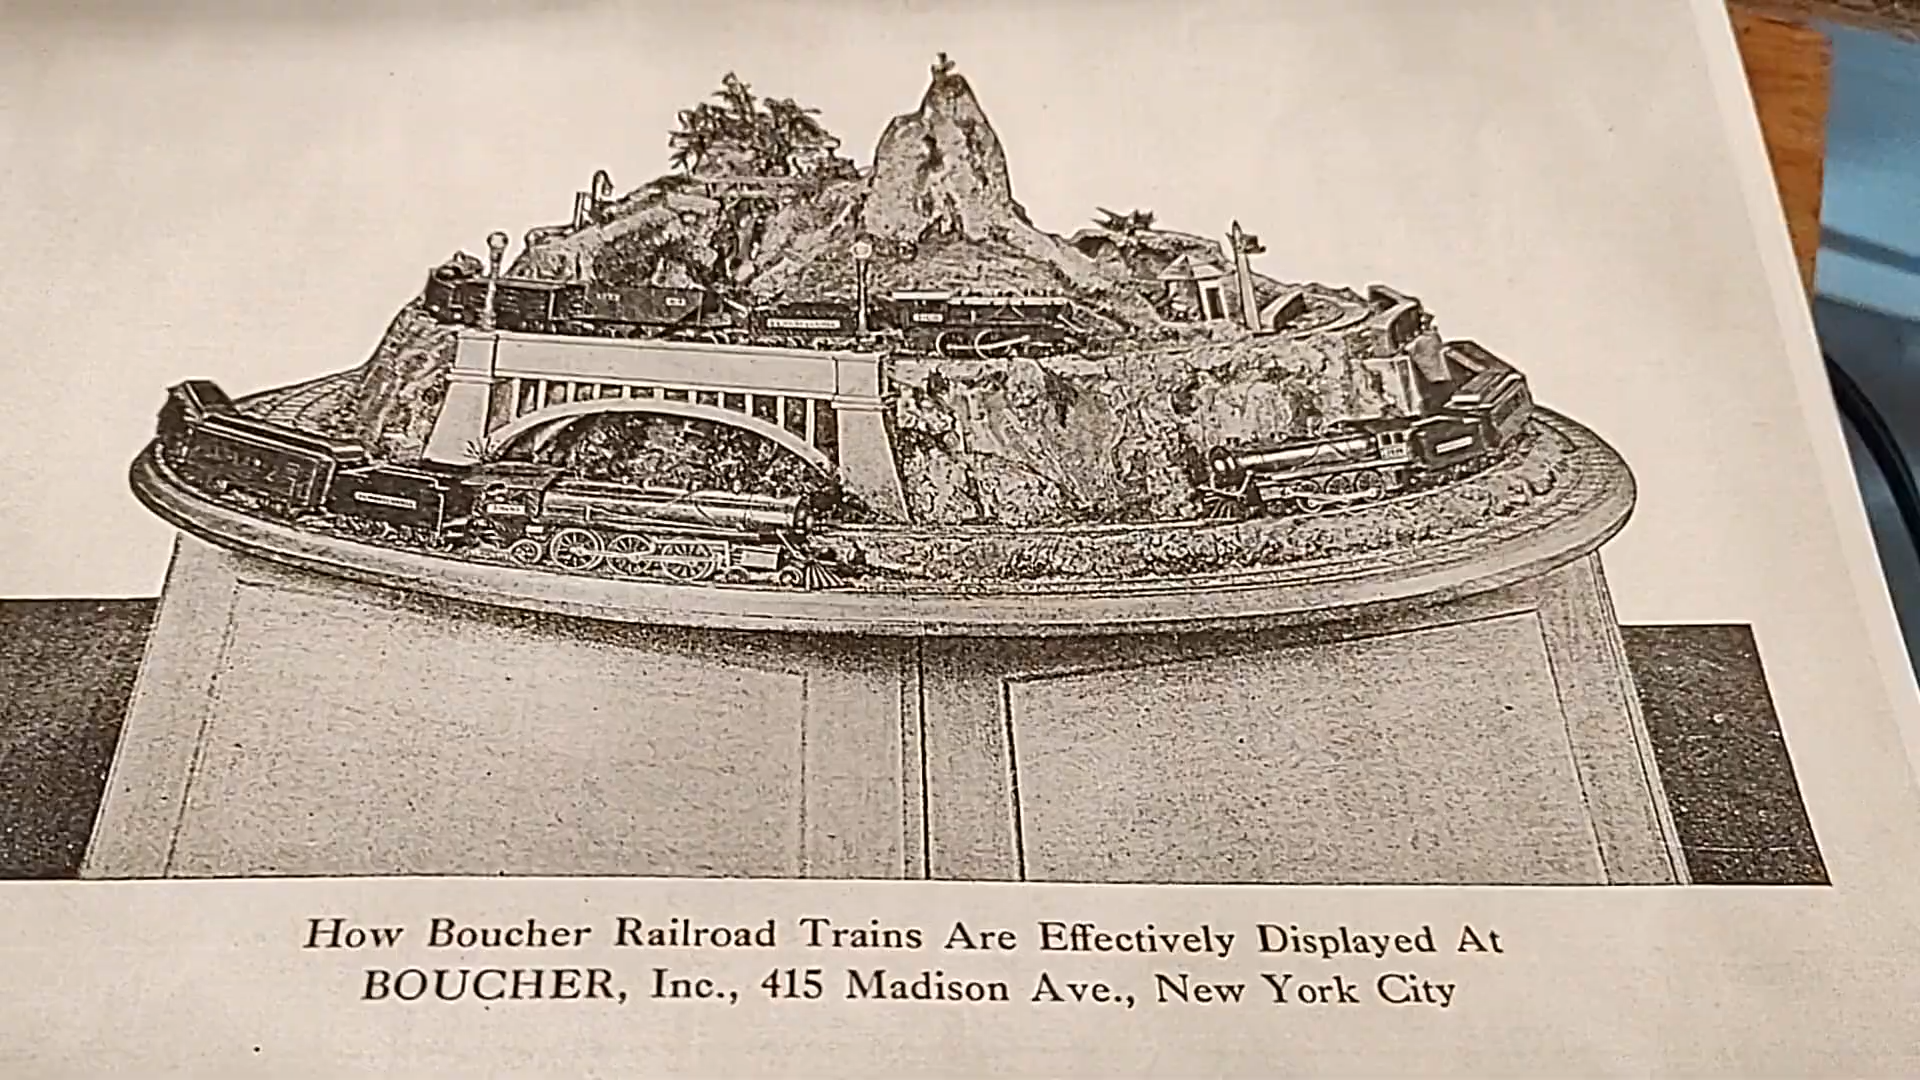 How Boucher Railroad Trains Are Effectively Displayed At
BOUCHER, Inc., 415 Madison Ave., New York City